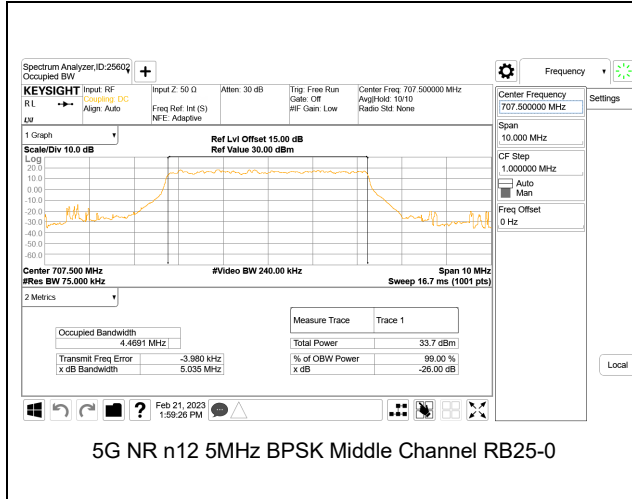 Spectrum Analyzer,ID:25602
Occupied BW
Frequency
KEYSIGHT
RL
Input: RF
Coupling: DC
Align: Auto
Input Z: 50 Ω
Freq Ref: Int (S)
NFE: Adaptive
Atten: 30 dB
Trig: Free Run
Gate: Off
#IF Gain: Low
Center Freq: 707.500000 MHz
Avg|Hold: 10/10
Radio Std: None
Center Frequency
707.500000 MHz
Settings
Span
10.000 MHz
CF Step
1.000000 MHz
Auto
Man
Freq Offset
0 Hz
Local
1 Graph
Scale/Div 10.0 dB
Ref Lvl Offset 15.00 dB
Ref Value 30.00 dBm
Log
20.0
10.0
0.00
-10.0
-20.0
-30.0
-40.0
-50.0
-60.0
Center 707.500 MHz
#Video BW 240.00 kHz
Span 10 MHz
#Res BW 75.000 kHz
Sweep 16.7 ms (1001 pts)
2 Metrics
Occupied Bandwidth
4.4691 MHz
Transmit Freq Error -3.980 kHz
x dB Bandwidth 5.035 MHz
Measure Trace Trace 1
Total Power 33.7 dBm
% of OBW Power 99.00 %
x dB -26.00 dB
?
Feb 21, 2023
1:59:26 PM
5G NR n12 5MHz BPSK Middle Channel RB25-0